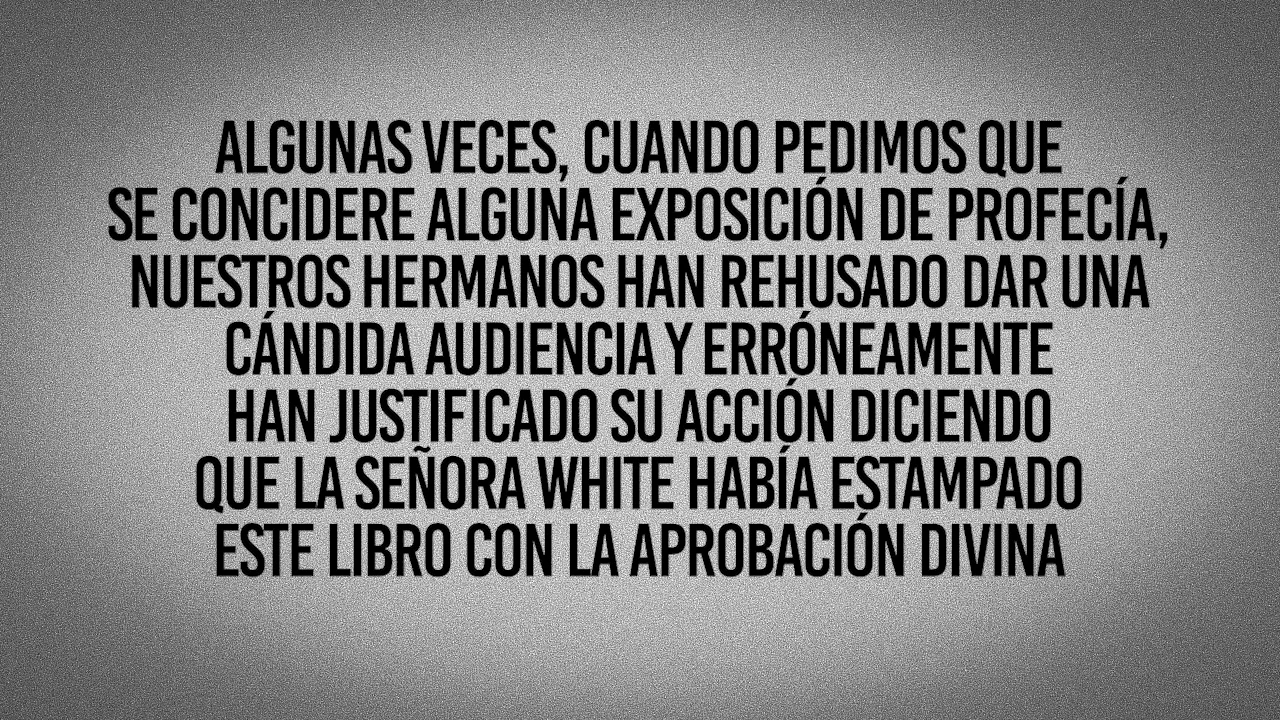 ALGUNAS VECES, CUANDO PEDIMOS QUE
SE CONCIDERE ALGUNA EXPOSICIÓN DE PROFECÍA,
NUESTROS HERMANOS HAN REHUSADO DAR UNA
CÁNDIDA AUDIENCIA Y ERRÓNEAMENTE
HAN JUSTIFICADO SU ACCIÓN DICIENDO
QUE LA SEÑORA WHITE HABÍA ESTAMPADO
ESTE LIBRO CON LA APROBACIÓN DIVINA